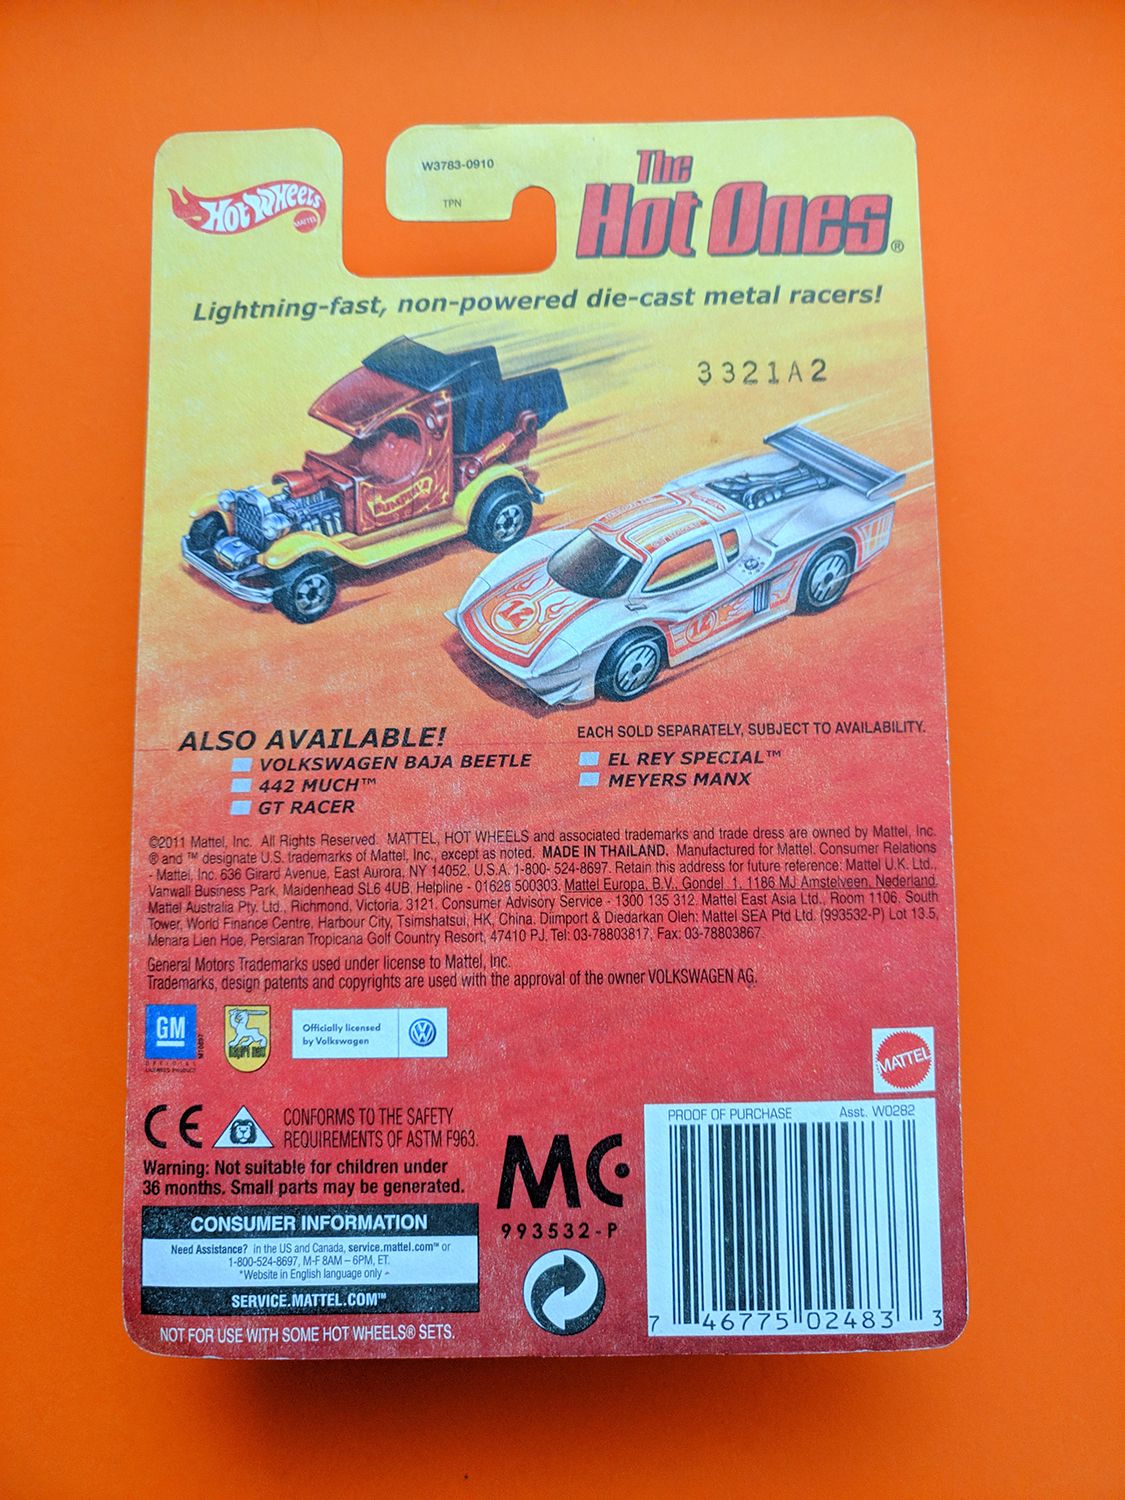 W3783-0910
TPN
HOT WHEELS
MATTEL
The
Hot Ones®
Lightning-fast, non-powered die-cast metal racers!
3321A2
12
12
ALSO AVAILABLE!
EACH SOLD SEPARATELY, SUBJECT TO AVAILABILITY.
VOLKSWAGEN BAJA BEETLE
442 MUCH™
GT RACER
EL REY SPECIAL™
MEYERS MANX
©2011 Mattel, Inc. All Rights Reserved. MATTEL, HOT WHEELS and associated trademarks and trade dress are owned by Mattel, Inc.
® and ™ designate U.S. trademarks of Mattel, Inc., except as noted. MADE IN THAILAND. Manufactured for Mattel. Consumer Relations
- Mattel, Inc. 636 Girard Avenue, East Aurora, NY 14052, U.S.A. 1-800- 524-8697. Retain this address for future reference: Mattel U.K. Ltd.,
Vanwall Business Park, Maidenhead SL6 4UB. Helpline - 01628 500303. Mattel Europa, B.V., Gondel 1, 1186 MJ Amstelveen, Nederland.
Mattel Australia Pty. Ltd., Richmond, Victoria. 3121. Consumer Advisory Service - 1300 135 312. Mattel East Asia Ltd., Room 1106, South
Tower, World Finance Centre, Harbour City, Tsimshatsui, HK, China. Diimport & Diedarkan Oleh: Mattel SEA Ptd Ltd. (993532-P) Lot 13.5,
Menara Lien Hoe, Persiaran Tropicana Golf Country Resort, 47410 PJ. Tel: 03-78803817, Fax: 03-78803867.
General Motors Trademarks used under license to Mattel, Inc.
Trademarks, design patents and copyrights are used with the approval of the owner VOLKSWAGEN AG.
GM
OFFICIAL
LICENSED PRODUCT
Officially licensed
by Volkswagen
MATTEL
CE
CONFORMS TO THE SAFETY
REQUIREMENTS OF ASTM F963.
Warning: Not suitable for children under
36 months. Small parts may be generated.
CONSUMER INFORMATION
Need Assistance? In the US and Canada, service.mattel.com™ or
1-800-524-8697, M-F 8AM – 6PM, ET.
*Website in English language only
SERVICE.MATTEL.COM™
NOT FOR USE WITH SOME HOT WHEELS® SETS.
MC
993532-P
PROOF OF PURCHASE
Asst. W0282
7 46775 02483 3